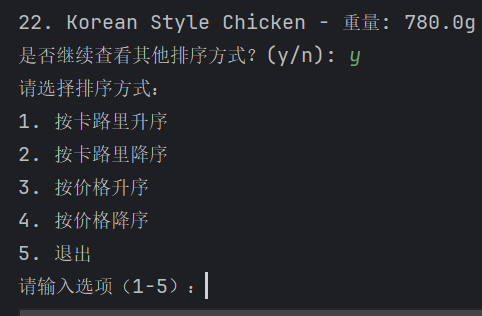 22. Korean Style Chicken - 重量: 780.0g
是否继续查看其他排序方式？(y/n): y
请选择排序方式：
1. 按卡路里升序
2. 按卡路里降序
3. 按价格升序
4. 按价格降序
5. 退出
请输入选项（1-5）：